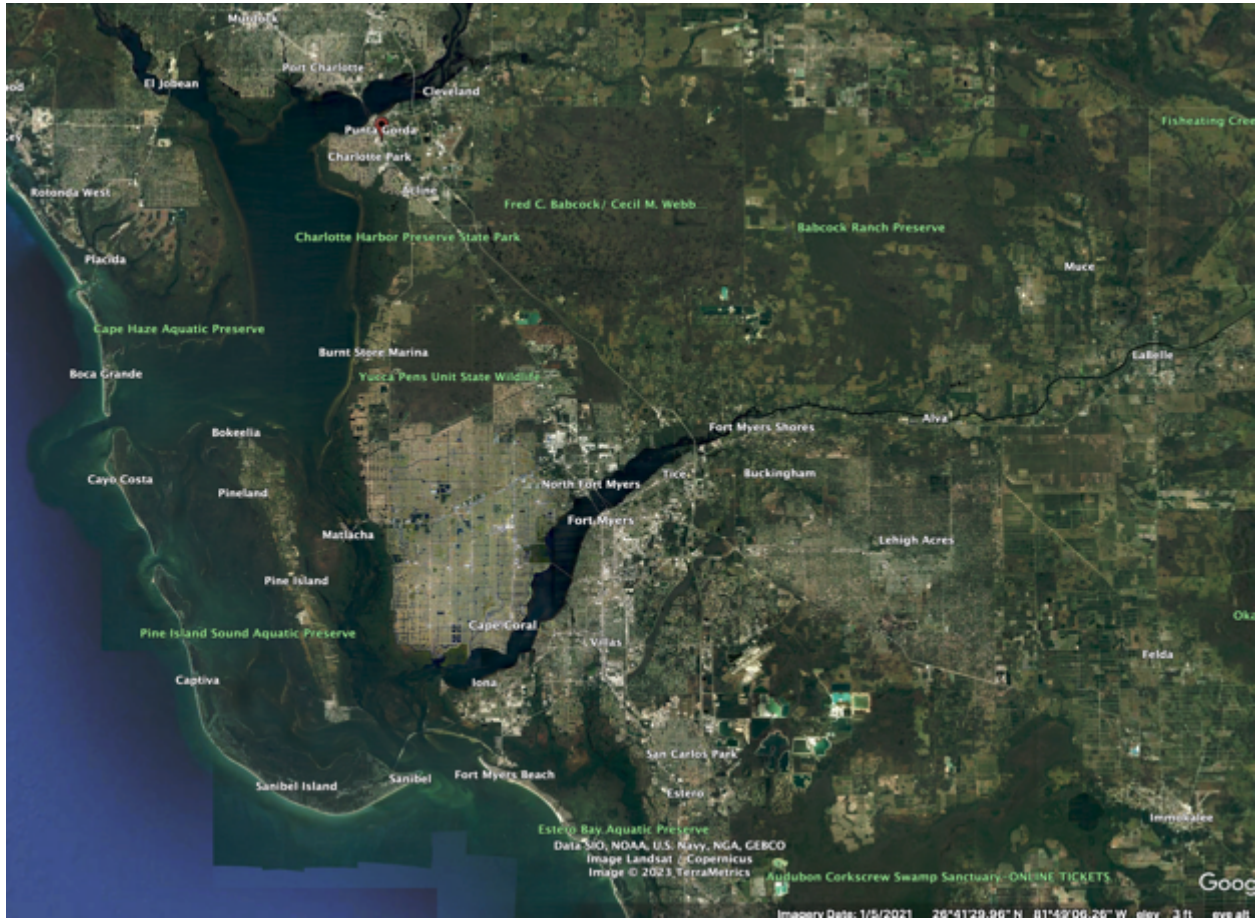 Murdock
Port Charlotte
El Jobean
Cleveland
Punta Gorda
Fisheating Cree
Charlotte Park
Rotonda West
Acline
Fred C. Babcock/ Cecil M. Webb
Babcock Ranch Preserve
Charlotte Harbor Preserve State Park
Placida
Muce
Cape Haze Aquatic Preserve
Burnt Store Marina
LaBelle
Boca Grande
Yucca Pens Unit State Wildlife
Alva
Fort Myers Shores
Bokeelia
Tice
Buckingham
Cayo Costa
North Fort Myers
Pineland
Fort Myers
Matlacha
Lehigh Acres
Pine Island
Oka
Cape Coral
Pine Island Sound Aquatic Preserve
Villas
Felda
Captiva
Iona
San Carlos Park
Fort Myers Beach
Sanibel
Sanibel Island
Estero
Immokalee
Estero Bay Aquatic Preserve
Data SIO, NOAA, U.S. Navy, NGA, GEBCO
Image Landsat / Copernicus
Image © 2023 TerraMetrics
Audubon Corkscrew Swamp Sanctuary- ONLINE TICKETS
Goog
Imagery Date: 1/5/2021 26°41'29.96" N 81°49'06.26" W elev 3 ft eye alt